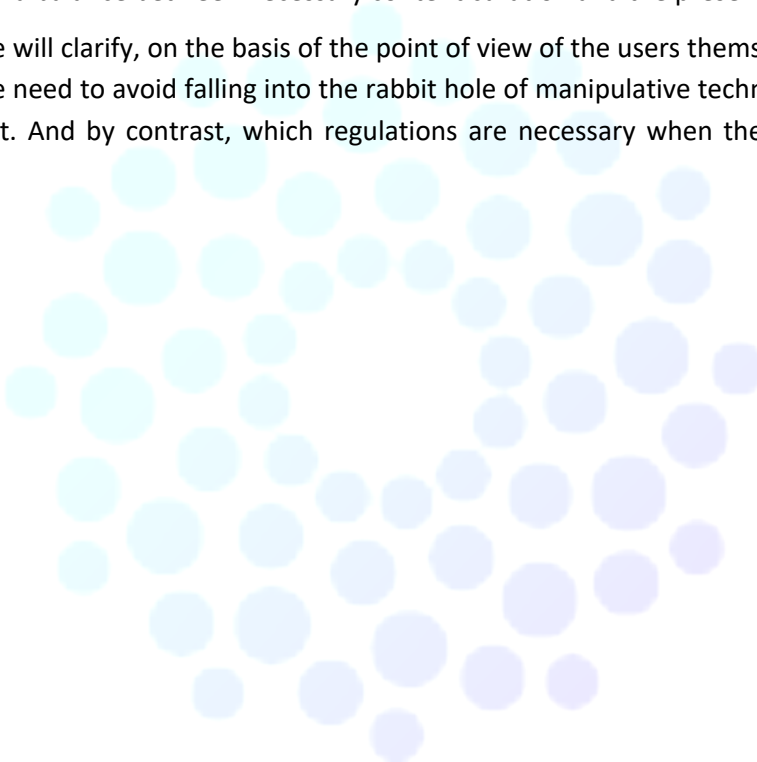 e will clarify, on the basis of the point of view of the users thems
e need to avoid falling into the rabbit hole of manipulative techn
t. And by contrast, which regulations are necessary when the